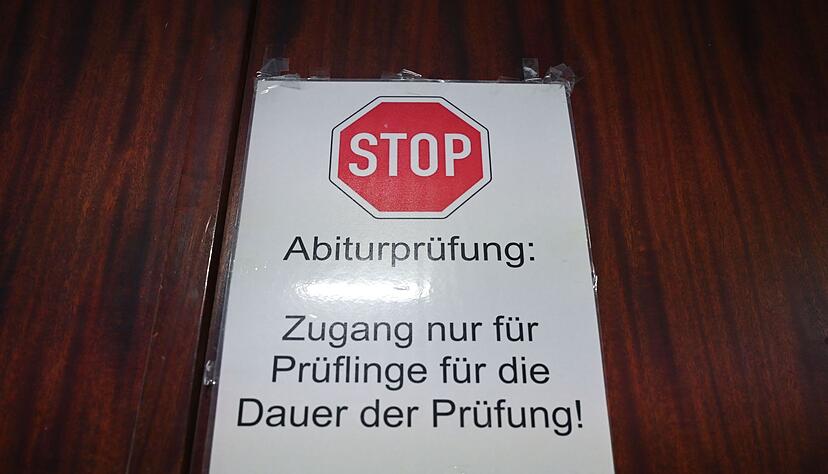 STOP
Abiturprüfung:
Zugang nur für
Prüflinge für die
Dauer der Prüfung!